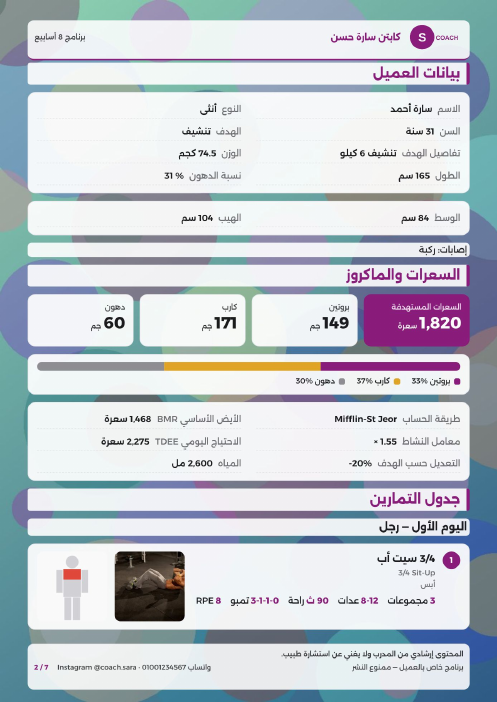 S COACH كابتن سارة حسن
برنامج 8 أسابيع
بيانات العميل
الاسم سارة أحمد
النوع أنثى
السن 31 سنة
الهدف تنشيف
تفاصيل الهدف تنشيف 6 كيلو
الوزن 74.5 كجم
الطول 165 سم
نسبة الدهون 31 %
الوسط 84 سم
الهيب 104 سم
إصابات: ركبة
السعرات والماكروز
السعرات المستهدفة
1,820 سعرة
بروتين
149 جم
كارب
171 جم
دهون
60 جم
بروتين 33% كارب 37% دهون 30%
طريقة الحساب Mifflin-St Jeor
الأيض الأساسي BMR 1,468 سعرة
معامل النشاط 1.55 ×
الاحتياج اليومي TDEE 2,275 سعرة
التعديل حسب الهدف -20%
المياه 2,600 مل
جدول التمارين
اليوم الأول – رجل
1
3/4 سيت أب
3/4 Sit-Up
أبس
3 مجموعات 8-12 عدات 90 ث راحة 3-1-1-0 تمبو RPE 8
المحتوى إرشادي من المدرب ولا يغني عن استشارة طبيب.
برنامج خاص بالعميل – ممنوع النشر
واتساب 01001234567 · Instagram @coach.sara
2 / 7